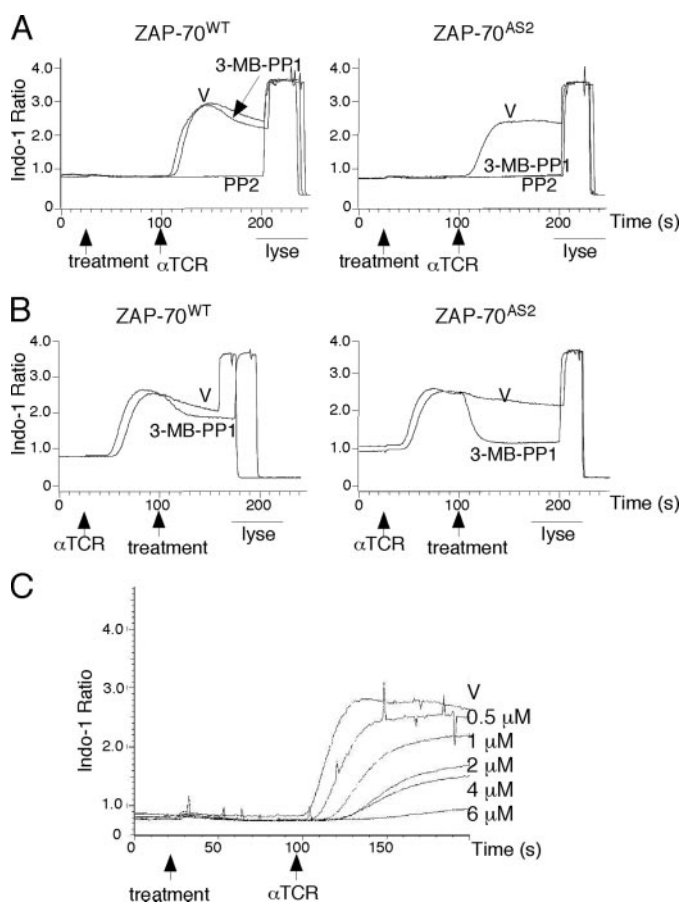 A
ZAP-70WT
ZAP-70AS2
Indo-1 Ratio
4.0
3.0
2.0
1.0
0
V
3-MB-PP1
PP2
0 100 200
treatment
αTCR
lyse
4.0
3.0
2.0
1.0
0
V
3-MB-PP1
PP2
0 100 200
Time (s)
treatment
αTCR
lyse
B
ZAP-70WT
ZAP-70AS2
Indo-1 Ratio
4.0
3.0
2.0
1.0
0
V
3-MB-PP1
0 100 200
αTCR
treatment
lyse
4.0
3.0
2.0
1.0
0
V
3-MB-PP1
0 100 200
Time (s)
αTCR
treatment
lyse
C
Indo-1 Ratio
4.0
3.0
2.0
1.0
0
V
0.5 μM
1 μM
2 μM
4 μM
6 μM
0 50 100 150
Time (s)
treatment
αTCR